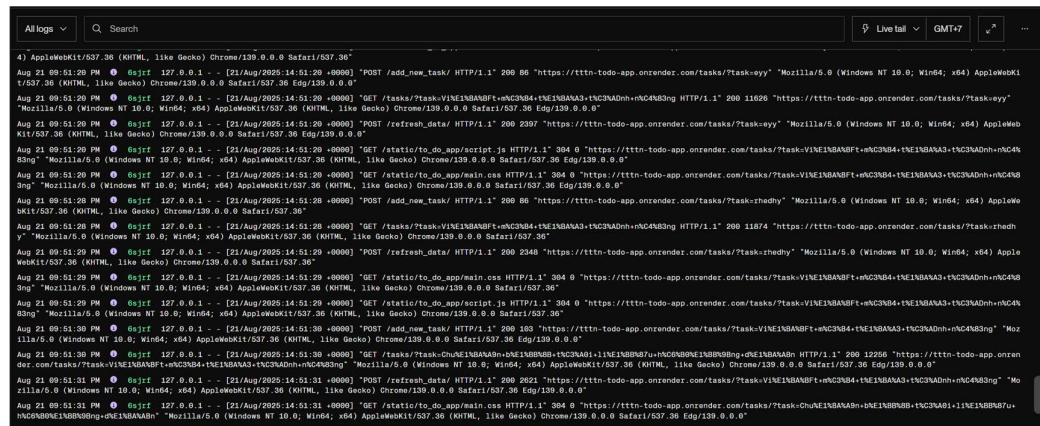 All logs
Search
Live tail
GMT+7
4) AppleWebKit/537.36 (KHTML, like Gecko) Chrome/139.0.0.0 Safari/537.36"
Aug 21 09:51:20 PM 6sjrf 127.0.0.1 - - [21/Aug/2025:14:51:20 +0000] "POST /add_new_task/ HTTP/1.1" 200 86 "https://tttn-todo-app.onrender.com/tasks/?task=eyy" "Mozilla/5.0 (Windows NT 10.0; Win64; x64) AppleWebKi
t/537.36 (KHTML, like Gecko) Chrome/139.0.0.0 Safari/537.36 Edg/139.0.0.0"
Aug 21 09:51:20 PM 6sjrf 127.0.0.1 - - [21/Aug/2025:14:51:20 +0000] "GET /tasks/?task=Vi%E1%BA%BFt+m%C3%B4+t%E1%BA%A3+t%C3%ADnh+n%C4%83ng HTTP/1.1" 200 11626 "https://tttn-todo-app.onrender.com/tasks/?task=eyy"
"Mozilla/5.0 (Windows NT 10.0; Win64; x64) AppleWebKit/537.36 (KHTML, like Gecko) Chrome/139.0.0.0 Safari/537.36 Edg/139.0.0.0"
Aug 21 09:51:20 PM 6sjrf 127.0.0.1 - - [21/Aug/2025:14:51:20 +0000] "POST /refresh_data/ HTTP/1.1" 200 2397 "https://tttn-todo-app.onrender.com/tasks/?task=eyy" "Mozilla/5.0 (Windows NT 10.0; Win64; x64) AppleWeb
Kit/537.36 (KHTML, like Gecko) Chrome/139.0.0.0 Safari/537.36 Edg/139.0.0.0"
Aug 21 09:51:20 PM 6sjrf 127.0.0.1 - - [21/Aug/2025:14:51:20 +0000] "GET /static/to_do_app/script.js HTTP/1.1" 304 0 "https://tttn-todo-app.onrender.com/tasks/?task=Vi%E1%BA%BFt+m%C3%B4+t%E1%BA%A3+t%C3%ADnh+n%C4%
83ng" "Mozilla/5.0 (Windows NT 10.0; Win64; x64) AppleWebKit/537.36 (KHTML, like Gecko) Chrome/139.0.0.0 Safari/537.36 Edg/139.0.0.0"
Aug 21 09:51:20 PM 6sjrf 127.0.0.1 - - [21/Aug/2025:14:51:20 +0000] "GET /static/to_do_app/main.css HTTP/1.1" 304 0 "https://tttn-todo-app.onrender.com/tasks/?task=Vi%E1%BA%BFt+m%C3%B4+t%E1%BA%A3+t%C3%ADnh+n%C4%8
3ng" "Mozilla/5.0 (Windows NT 10.0; Win64; x64) AppleWebKit/537.36 (KHTML, like Gecko) Chrome/139.0.0.0 Safari/537.36 Edg/139.0.0.0"
Aug 21 09:51:28 PM 6sjrf 127.0.0.1 - - [21/Aug/2025:14:51:28 +0000] "POST /add_new_task/ HTTP/1.1" 200 86 "https://tttn-todo-app.onrender.com/tasks/?task=rhedhy" "Mozilla/5.0 (Windows NT 10.0; Win64; x64) AppleWe
bKit/537.36 (KHTML, like Gecko) Chrome/139.0.0.0 Safari/537.36"
Aug 21 09:51:28 PM 6sjrf 127.0.0.1 - - [21/Aug/2025:14:51:28 +0000] "GET /tasks/?task=Vi%E1%BA%BFt+m%C3%B4+t%E1%BA%A3+t%C3%ADnh+n%C4%83ng HTTP/1.1" 200 11874 "https://tttn-todo-app.onrender.com/tasks/?task=rhedh
y" "Mozilla/5.0 (Windows NT 10.0; Win64; x64) AppleWebKit/537.36 (KHTML, like Gecko) Chrome/139.0.0.0 Safari/537.36"
Aug 21 09:51:29 PM 6sjrf 127.0.0.1 - - [21/Aug/2025:14:51:29 +0000] "POST /refresh_data/ HTTP/1.1" 200 2348 "https://tttn-todo-app.onrender.com/tasks/?task=rhedhy" "Mozilla/5.0 (Windows NT 10.0; Win64; x64) Apple
WebKit/537.36 (KHTML, like Gecko) Chrome/139.0.0.0 Safari/537.36"
Aug 21 09:51:29 PM 6sjrf 127.0.0.1 - - [21/Aug/2025:14:51:29 +0000] "GET /static/to_do_app/main.css HTTP/1.1" 304 0 "https://tttn-todo-app.onrender.com/tasks/?task=Vi%E1%BA%BFt+m%C3%B4+t%E1%BA%A3+t%C3%ADnh+n%C4%8
3ng" "Mozilla/5.0 (Windows NT 10.0; Win64; x64) AppleWebKit/537.36 (KHTML, like Gecko) Chrome/139.0.0.0 Safari/537.36"
Aug 21 09:51:29 PM 6sjrf 127.0.0.1 - - [21/Aug/2025:14:51:29 +0000] "GET /static/to_do_app/script.js HTTP/1.1" 304 0 "https://tttn-todo-app.onrender.com/tasks/?task=Vi%E1%BA%BFt+m%C3%B4+t%E1%BA%A3+t%C3%ADnh+n%C4%
83ng" "Mozilla/5.0 (Windows NT 10.0; Win64; x64) AppleWebKit/537.36 (KHTML, like Gecko) Chrome/139.0.0.0 Safari/537.36"
Aug 21 09:51:30 PM 6sjrf 127.0.0.1 - - [21/Aug/2025:14:51:30 +0000] "POST /add_new_task/ HTTP/1.1" 200 103 "https://tttn-todo-app.onrender.com/tasks/?task=Vi%E1%BA%BFt+m%C3%B4+t%E1%BA%A3+t%C3%ADnh+n%C4%83ng" "Moz
illa/5.0 (Windows NT 10.0; Win64; x64) AppleWebKit/537.36 (KHTML, like Gecko) Chrome/139.0.0.0 Safari/537.36 Edg/139.0.0.0"
Aug 21 09:51:30 PM 6sjrf 127.0.0.1 - - [21/Aug/2025:14:51:30 +0000] "GET /tasks/?task=Chu%E1%BA%A9n+b%E1%BB%8B+t%C3%A0i+li%E1%BB%87u+h%C6%B0%E1%BB%9Bng+d%E1%BA%ABn HTTP/1.1" 200 12256 "https://tttn-todo-app.onren
der.com/tasks/?task=Vi%E1%BA%BFt+m%C3%B4+t%E1%BA%A3+t%C3%ADnh+n%C4%83ng" "Mozilla/5.0 (Windows NT 10.0; Win64; x64) AppleWebKit/537.36 (KHTML, like Gecko) Chrome/139.0.0.0 Safari/537.36 Edg/139.0.0.0"
Aug 21 09:51:31 PM 6sjrf 127.0.0.1 - - [21/Aug/2025:14:51:31 +0000] "POST /refresh_data/ HTTP/1.1" 200 2621 "https://tttn-todo-app.onrender.com/tasks/?task=Vi%E1%BA%BFt+m%C3%B4+t%E1%BA%A3+t%C3%ADnh+n%C4%83ng" "Mo
zilla/5.0 (Windows NT 10.0; Win64; x64) AppleWebKit/537.36 (KHTML, like Gecko) Chrome/139.0.0.0 Safari/537.36 Edg/139.0.0.0"
Aug 21 09:51:31 PM 6sjrf 127.0.0.1 - - [21/Aug/2025:14:51:31 +0000] "GET /static/to_do_app/main.css HTTP/1.1" 304 0 "https://tttn-todo-app.onrender.com/tasks/?task=Chu%E1%BA%A9n+b%E1%BB%8B+t%C3%A0i+li%E1%BB%87u+
h%C6%B0%E1%BB%9Bng+d%E1%BA%ABn" "Mozilla/5.0 (Windows NT 10.0; Win64; x64) AppleWebKit/537.36 (KHTML, like Gecko) Chrome/139.0.0.0 Safari/537.36 Edg/139.0.0.0"